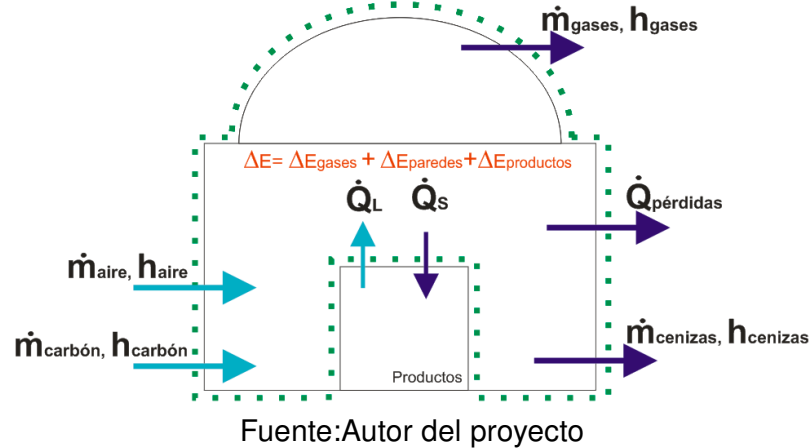 ṁgases, hgases
ΔE= ΔEgases + ΔEparedes+ΔEproductos
Q̇L Q̇S Q̇pérdidas
ṁaire, haire
ṁcarbón, hcarbón
ṁcenizas, hcenizas
Productos
Fuente:Autor del proyecto